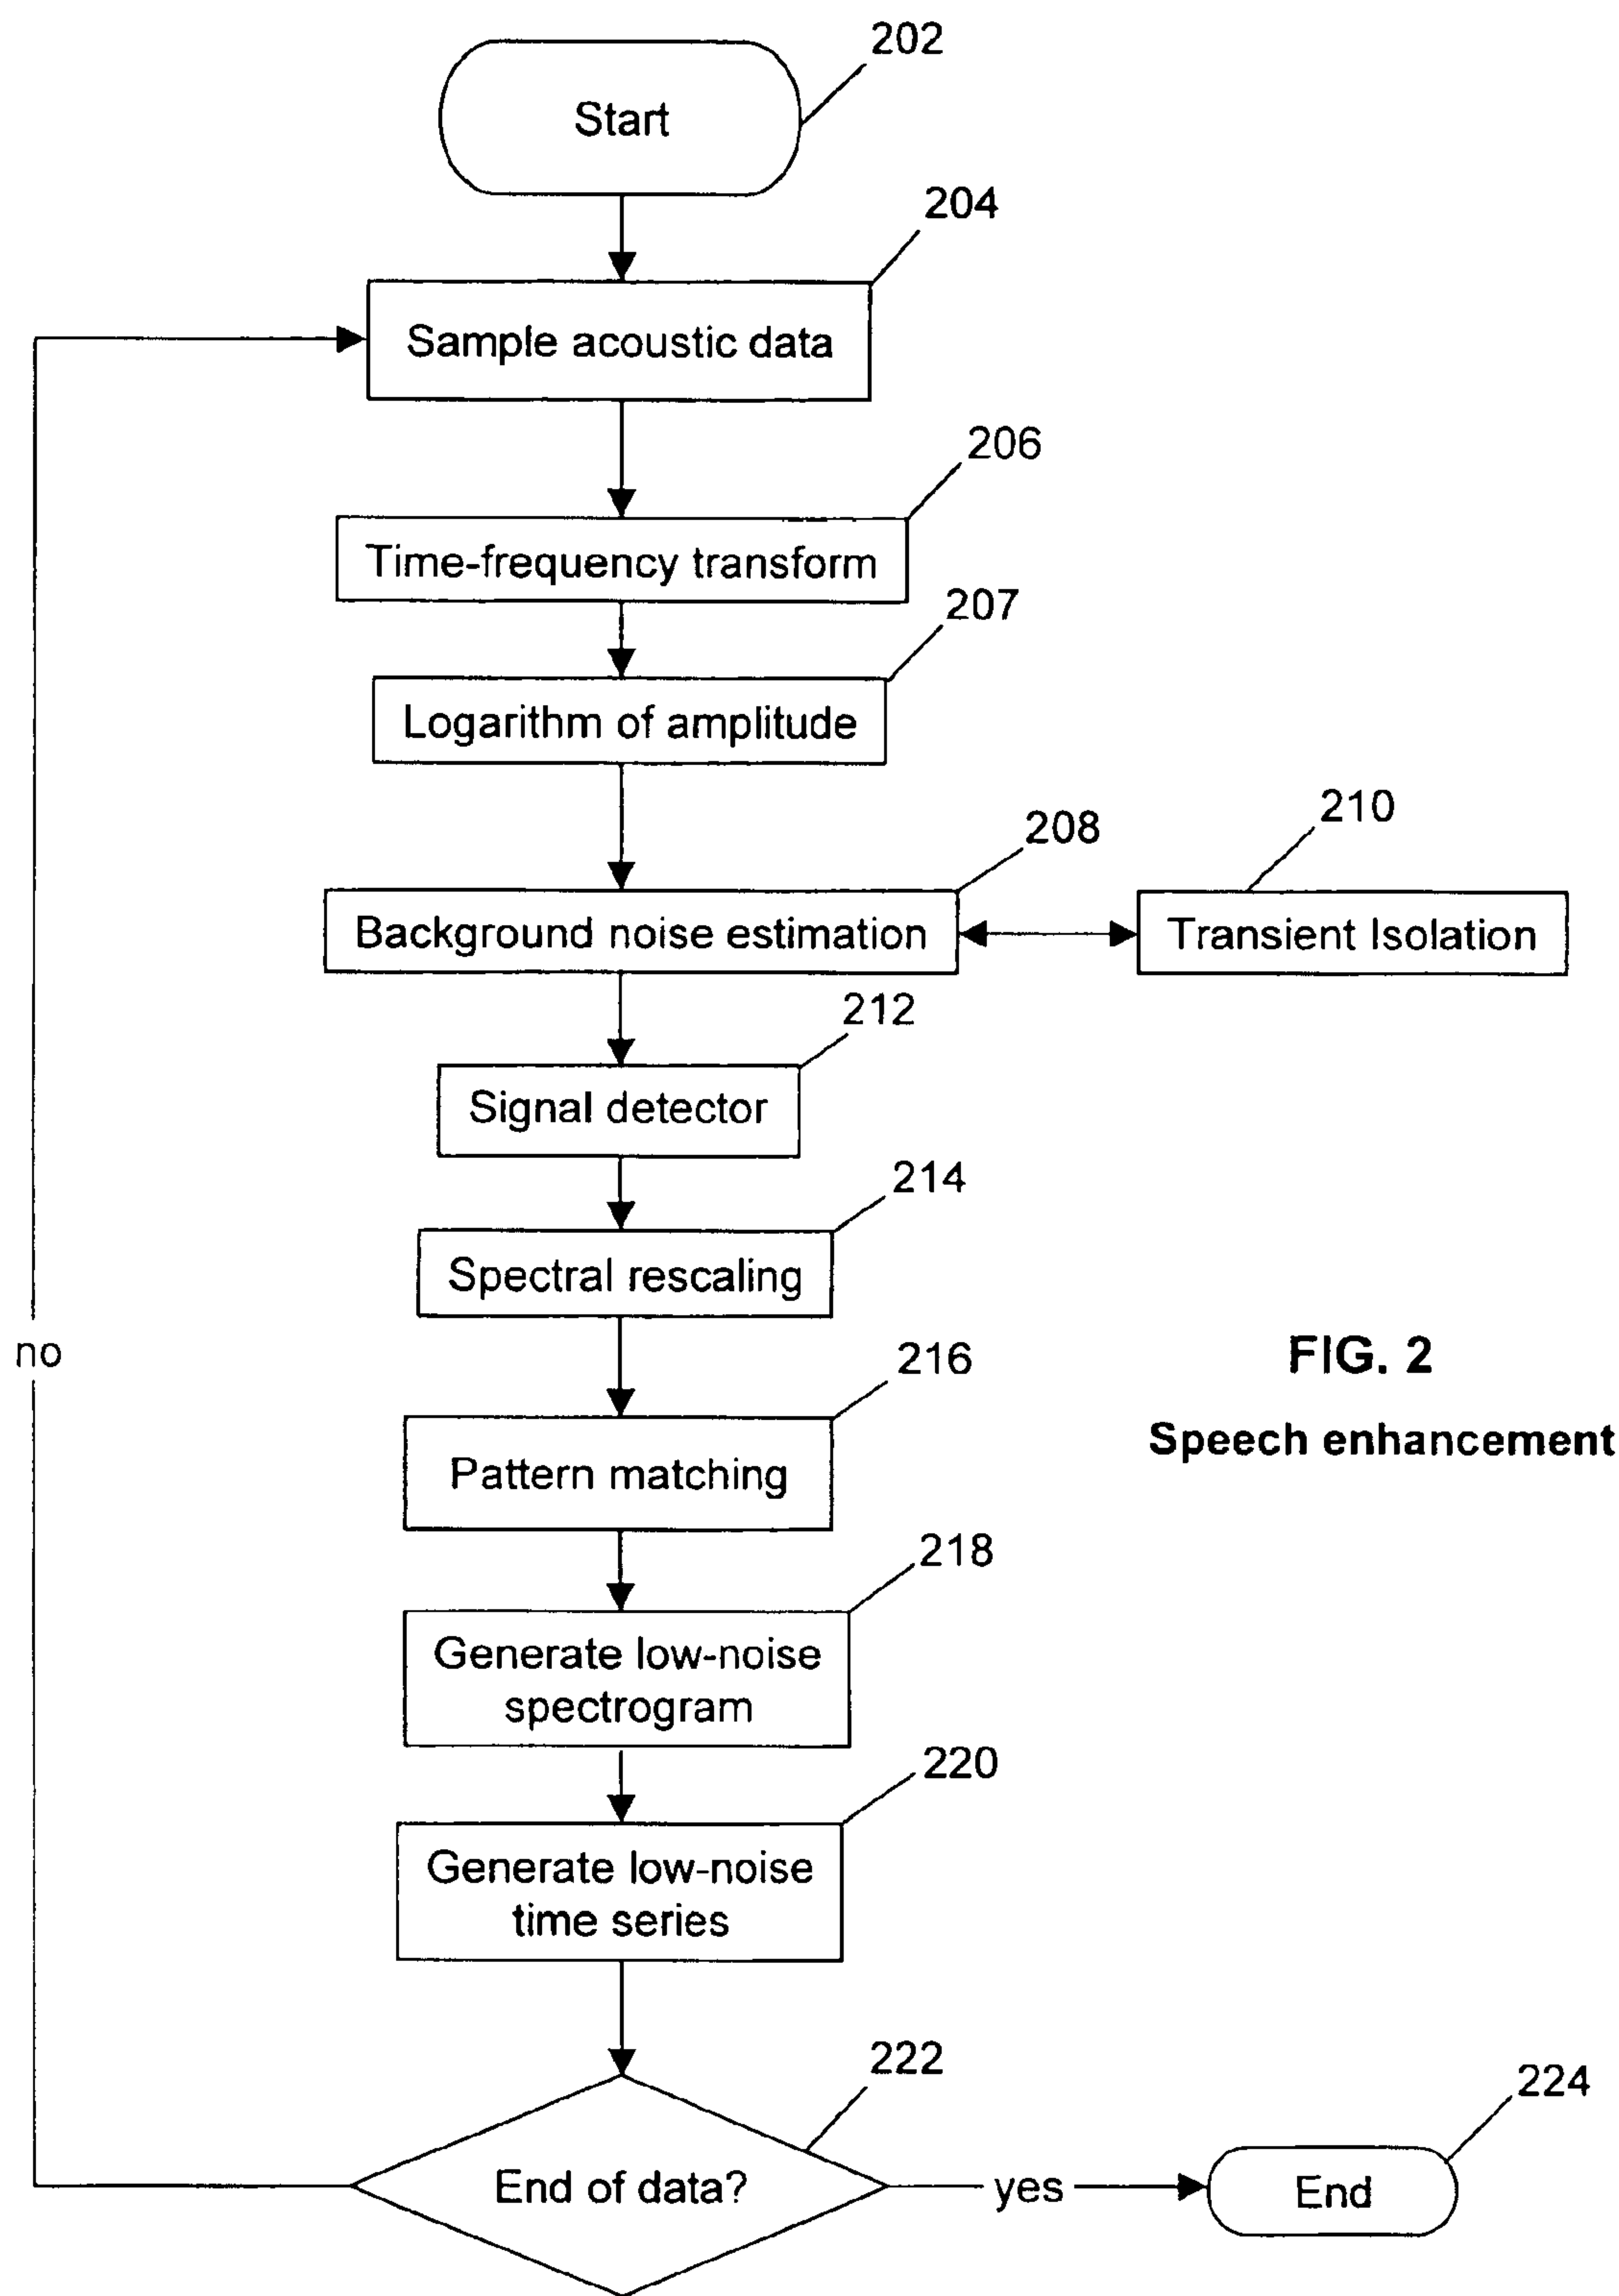 202
Start
204
Sample acoustic data
206
Time-frequency transform
207
Logarithm of amplitude
208
210
Background noise estimation
Transient Isolation
212
Signal detector
214
Spectral rescaling
no
FIG. 2
216
Speech enhancement
Pattern matching
218
Generate low-noise
spectrogram
220
Generate low-noise
time series
222
224
End of data?
yes
End